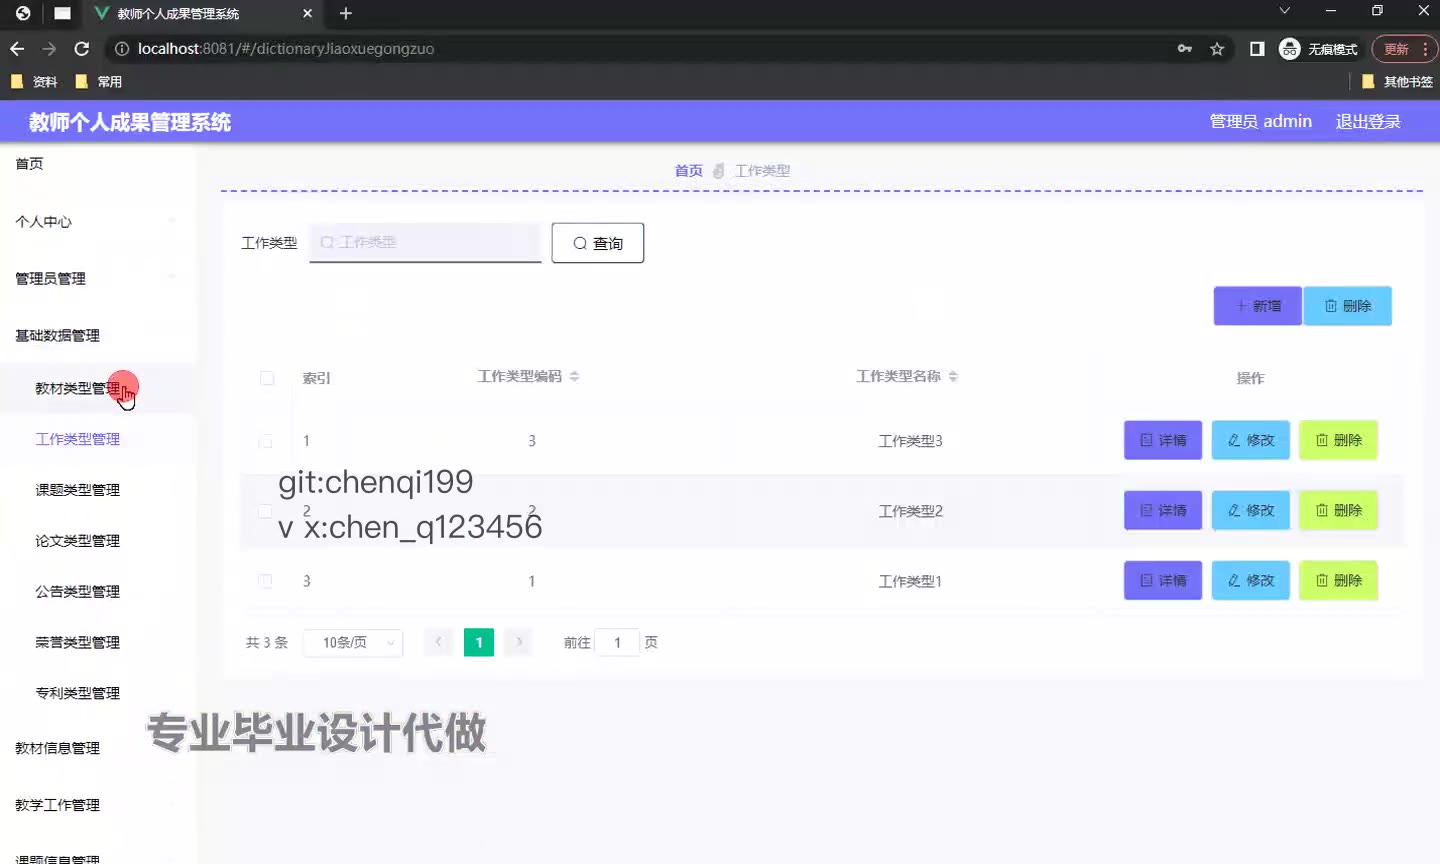 教师个人成果管理系统
localhost:8081/#/dictionaryJiaoxuegongzuo
无痕模式
更新
资料
常用
其他书签
教师个人成果管理系统
管理员 admin
退出登录
首页
个人中心
管理员管理
基础数据管理
教材类型管理
工作类型管理
课题类型管理
论文类型管理
公告类型管理
荣誉类型管理
专利类型管理
教材信息管理
教学工作管理
课题信息管理
首页 工作类型
工作类型 工作类型 查询
新增 删除
索引 工作类型编码 工作类型名称 操作
1 3 工作类型3 详情 修改 删除
git:chenqi199
2 2 工作类型2 详情 修改 删除
v x:chen_q123456
3 1 工作类型1 详情 修改 删除
共 3 条 10条/页 1 前往 1 页
专业毕业设计代做